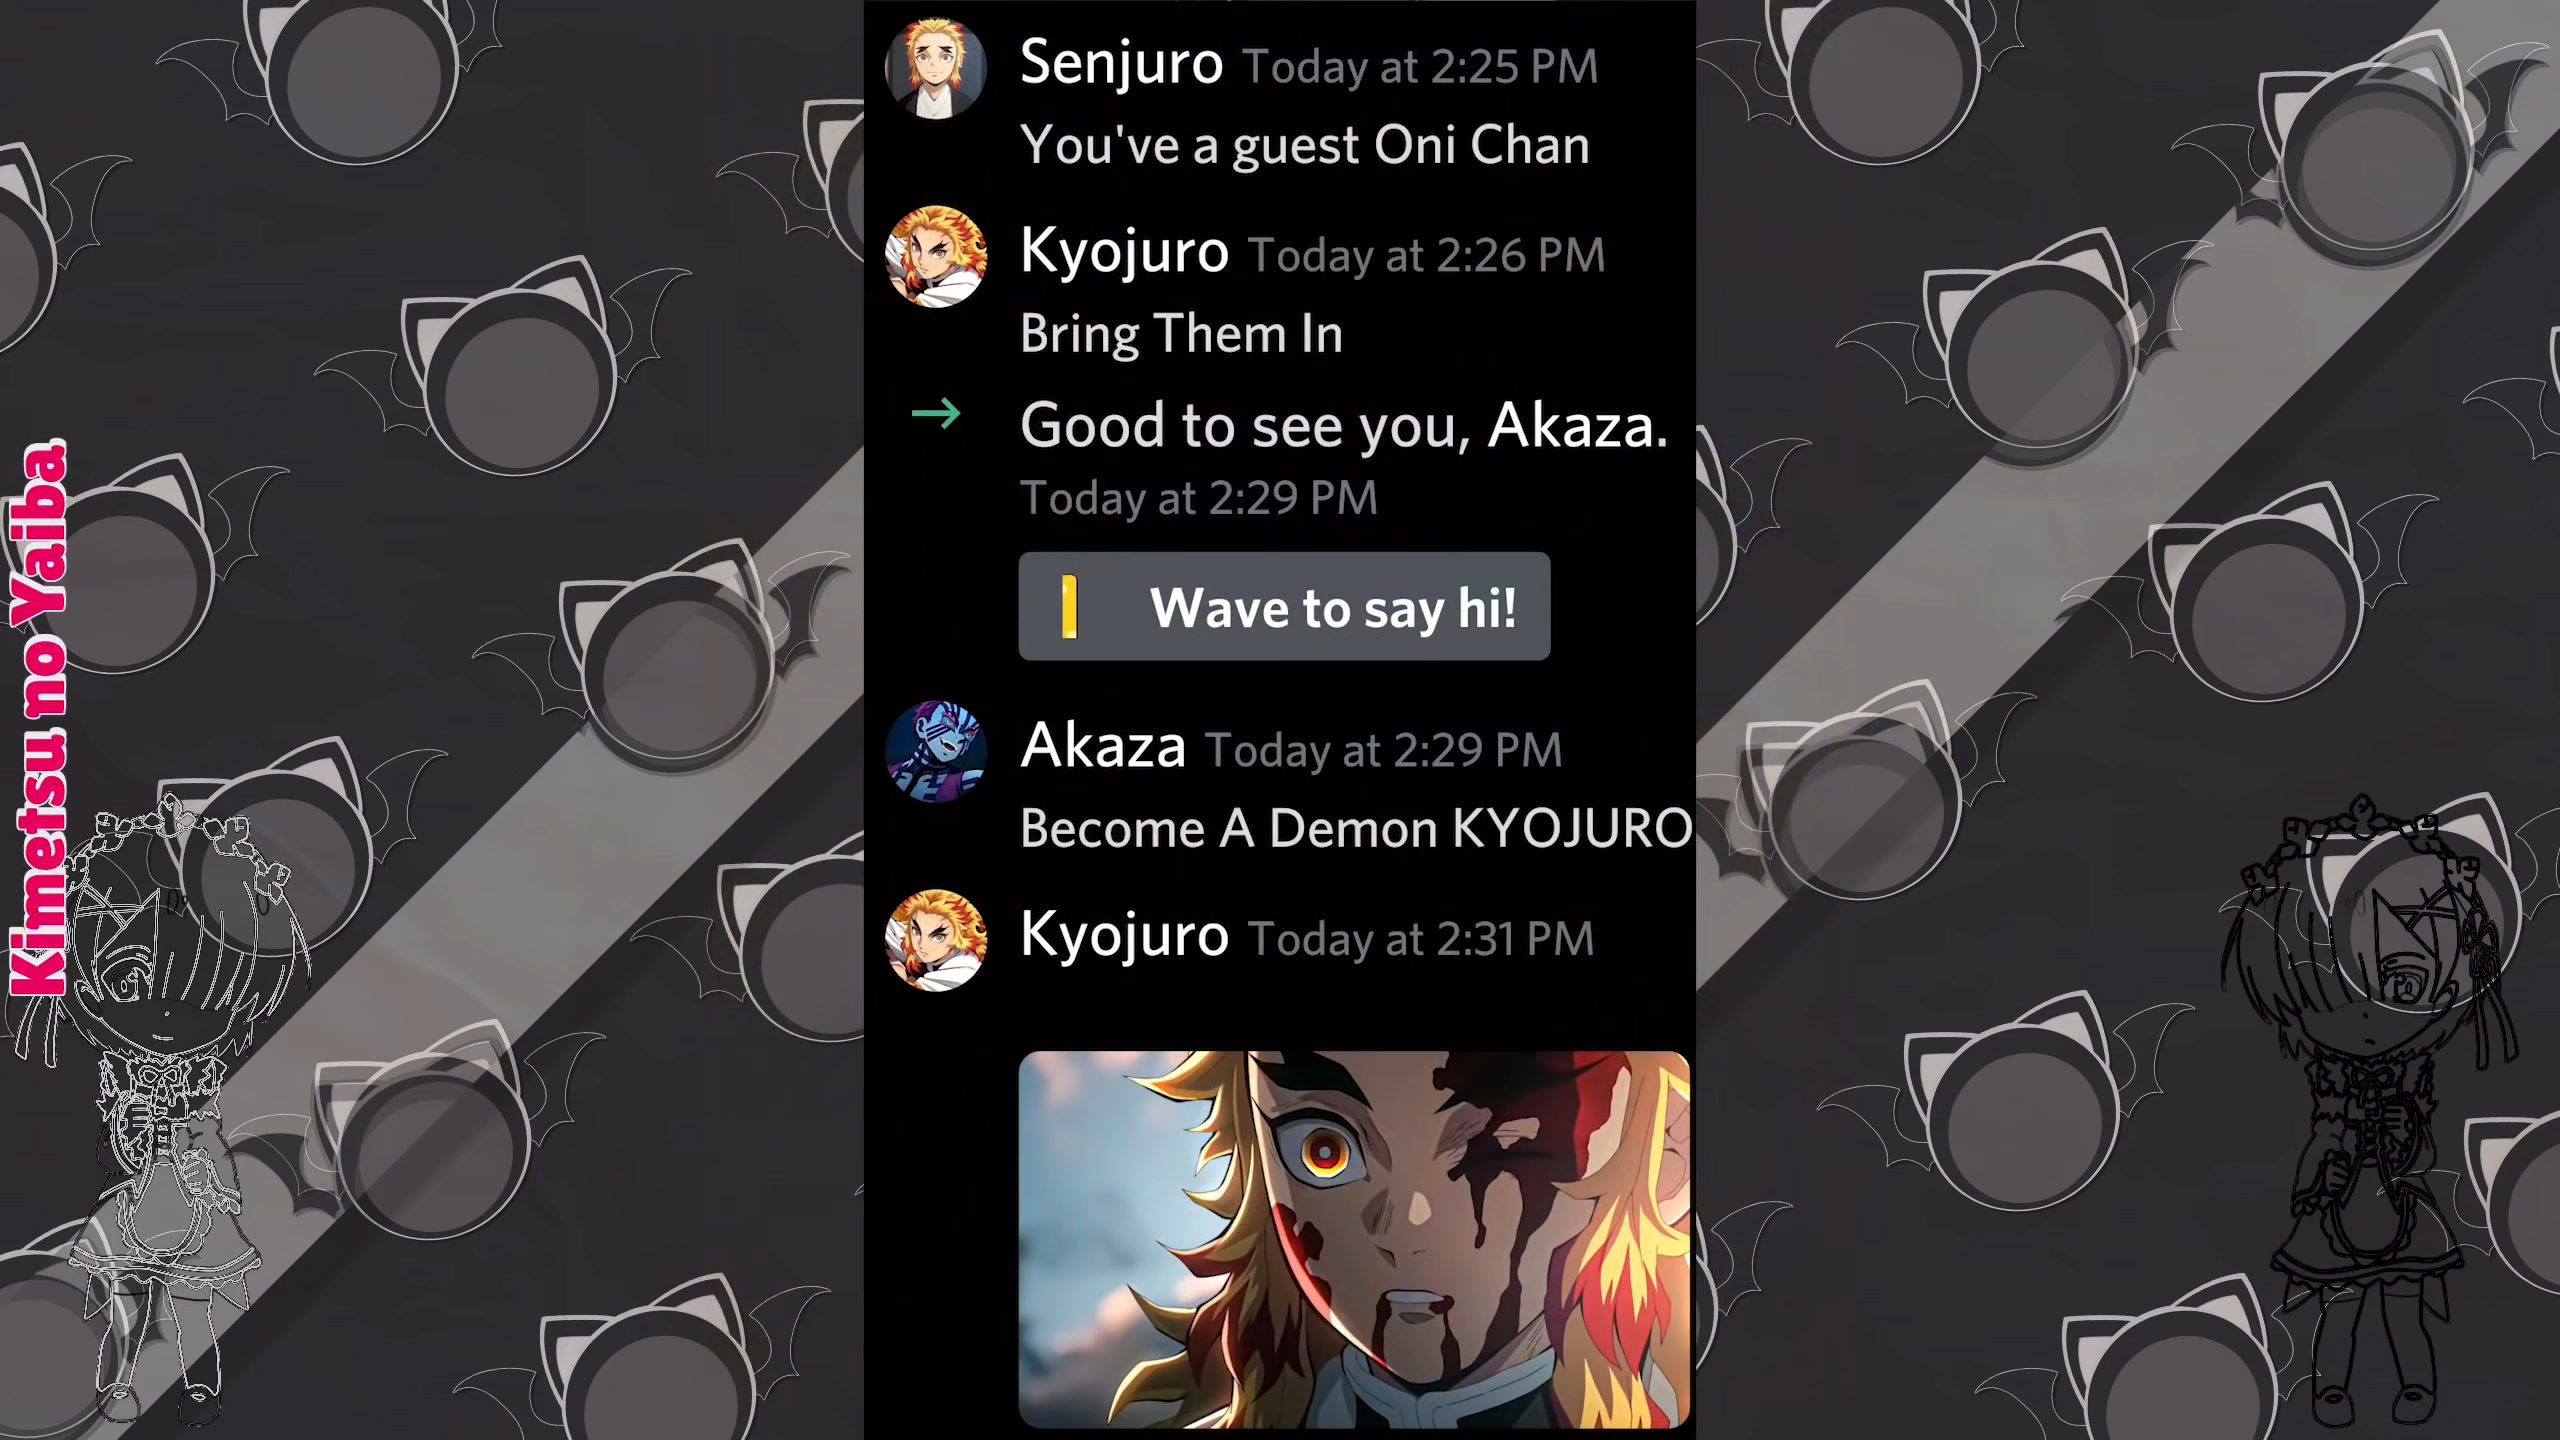 Kimetsu no Yaiba
Senjuro Today at 2:25 PM
You've a guest Oni Chan
Kyojuro Today at 2:26 PM
Bring Them In
Good to see you, Akaza.
Today at 2:29 PM
Wave to say hi!
Akaza Today at 2:29 PM
Become A Demon KYOJURO
Kyojuro Today at 2:31 PM